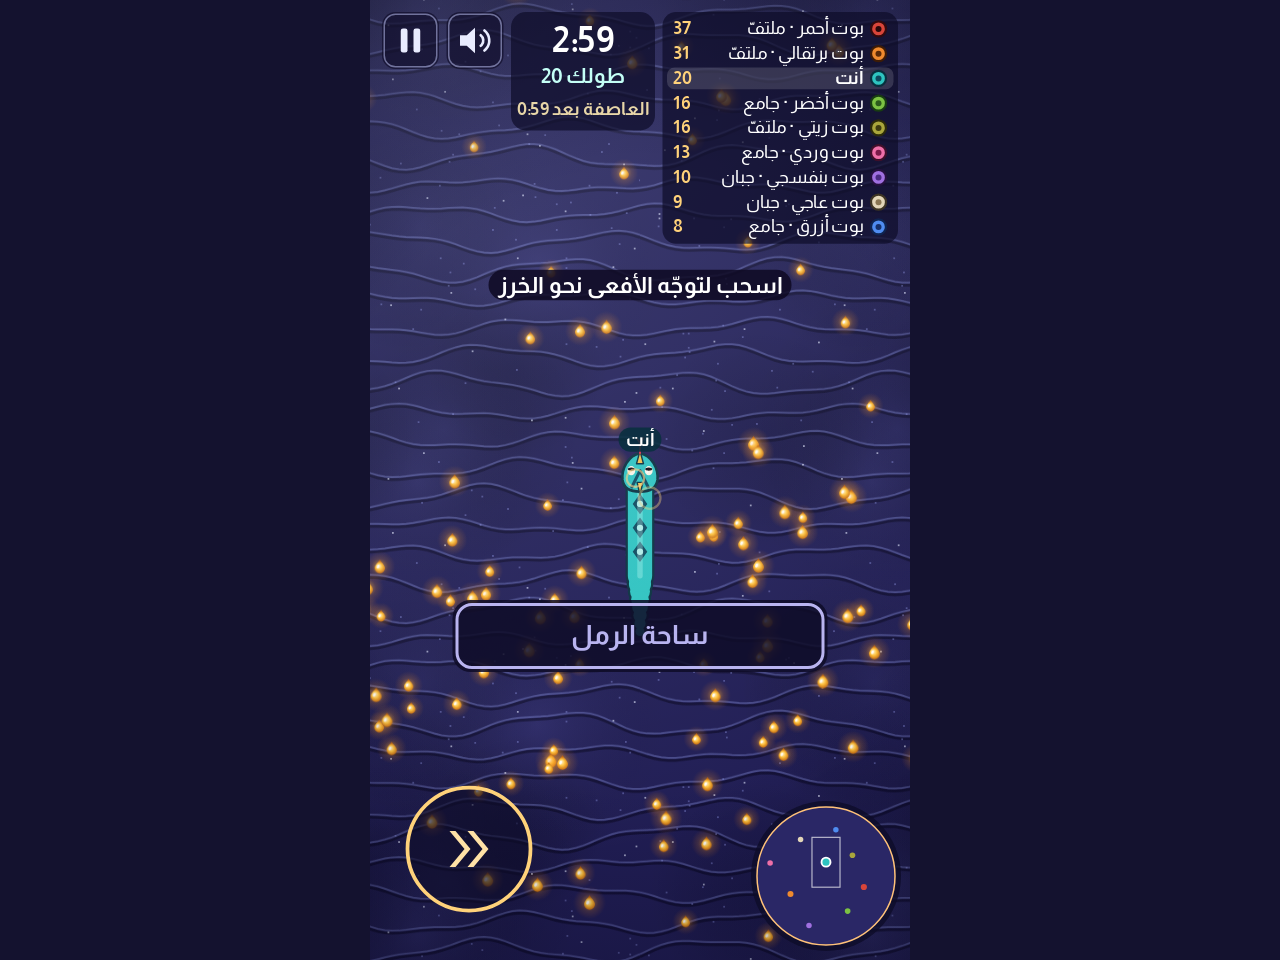 2:59
طولك 20
العاصفة بعد 0:59
بوت أحمر · ملتفّ 37
بوت برتقالي · ملتفّ 31
أنت 20
بوت أخضر · جامع 16
بوت زيتي · ملتفّ 16
بوت وردي · جامع 13
بوت بنفسجي · جبان 10
بوت عاجي · جبان 9
بوت أزرق · جامع 8
اسحب لتوجّه الأفعى نحو الخرز
أنت
ساحة الرمل